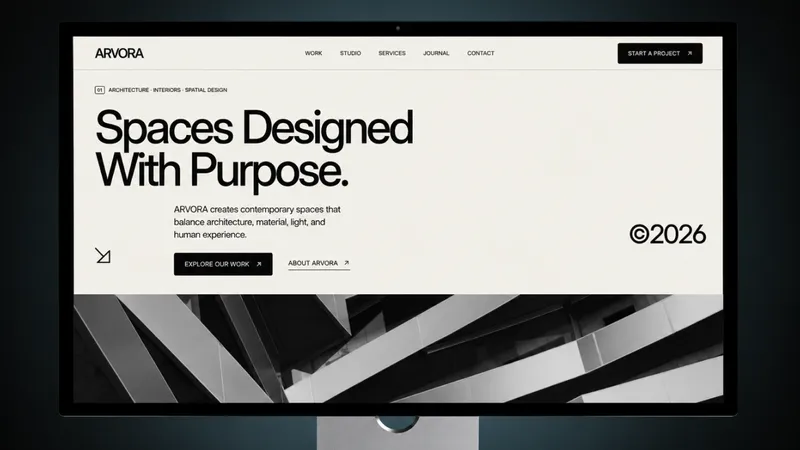 ARVORA
WORK STUDIO SERVICES JOURNAL CONTACT
START A PROJECT
01 ARCHITECTURE · INTERIORS · SPATIAL DESIGN
Spaces Designed
With Purpose.
ARVORA creates contemporary spaces that
balance architecture, material, light, and
human experience.
©2026
EXPLORE OUR WORK
ABOUT ARVORA